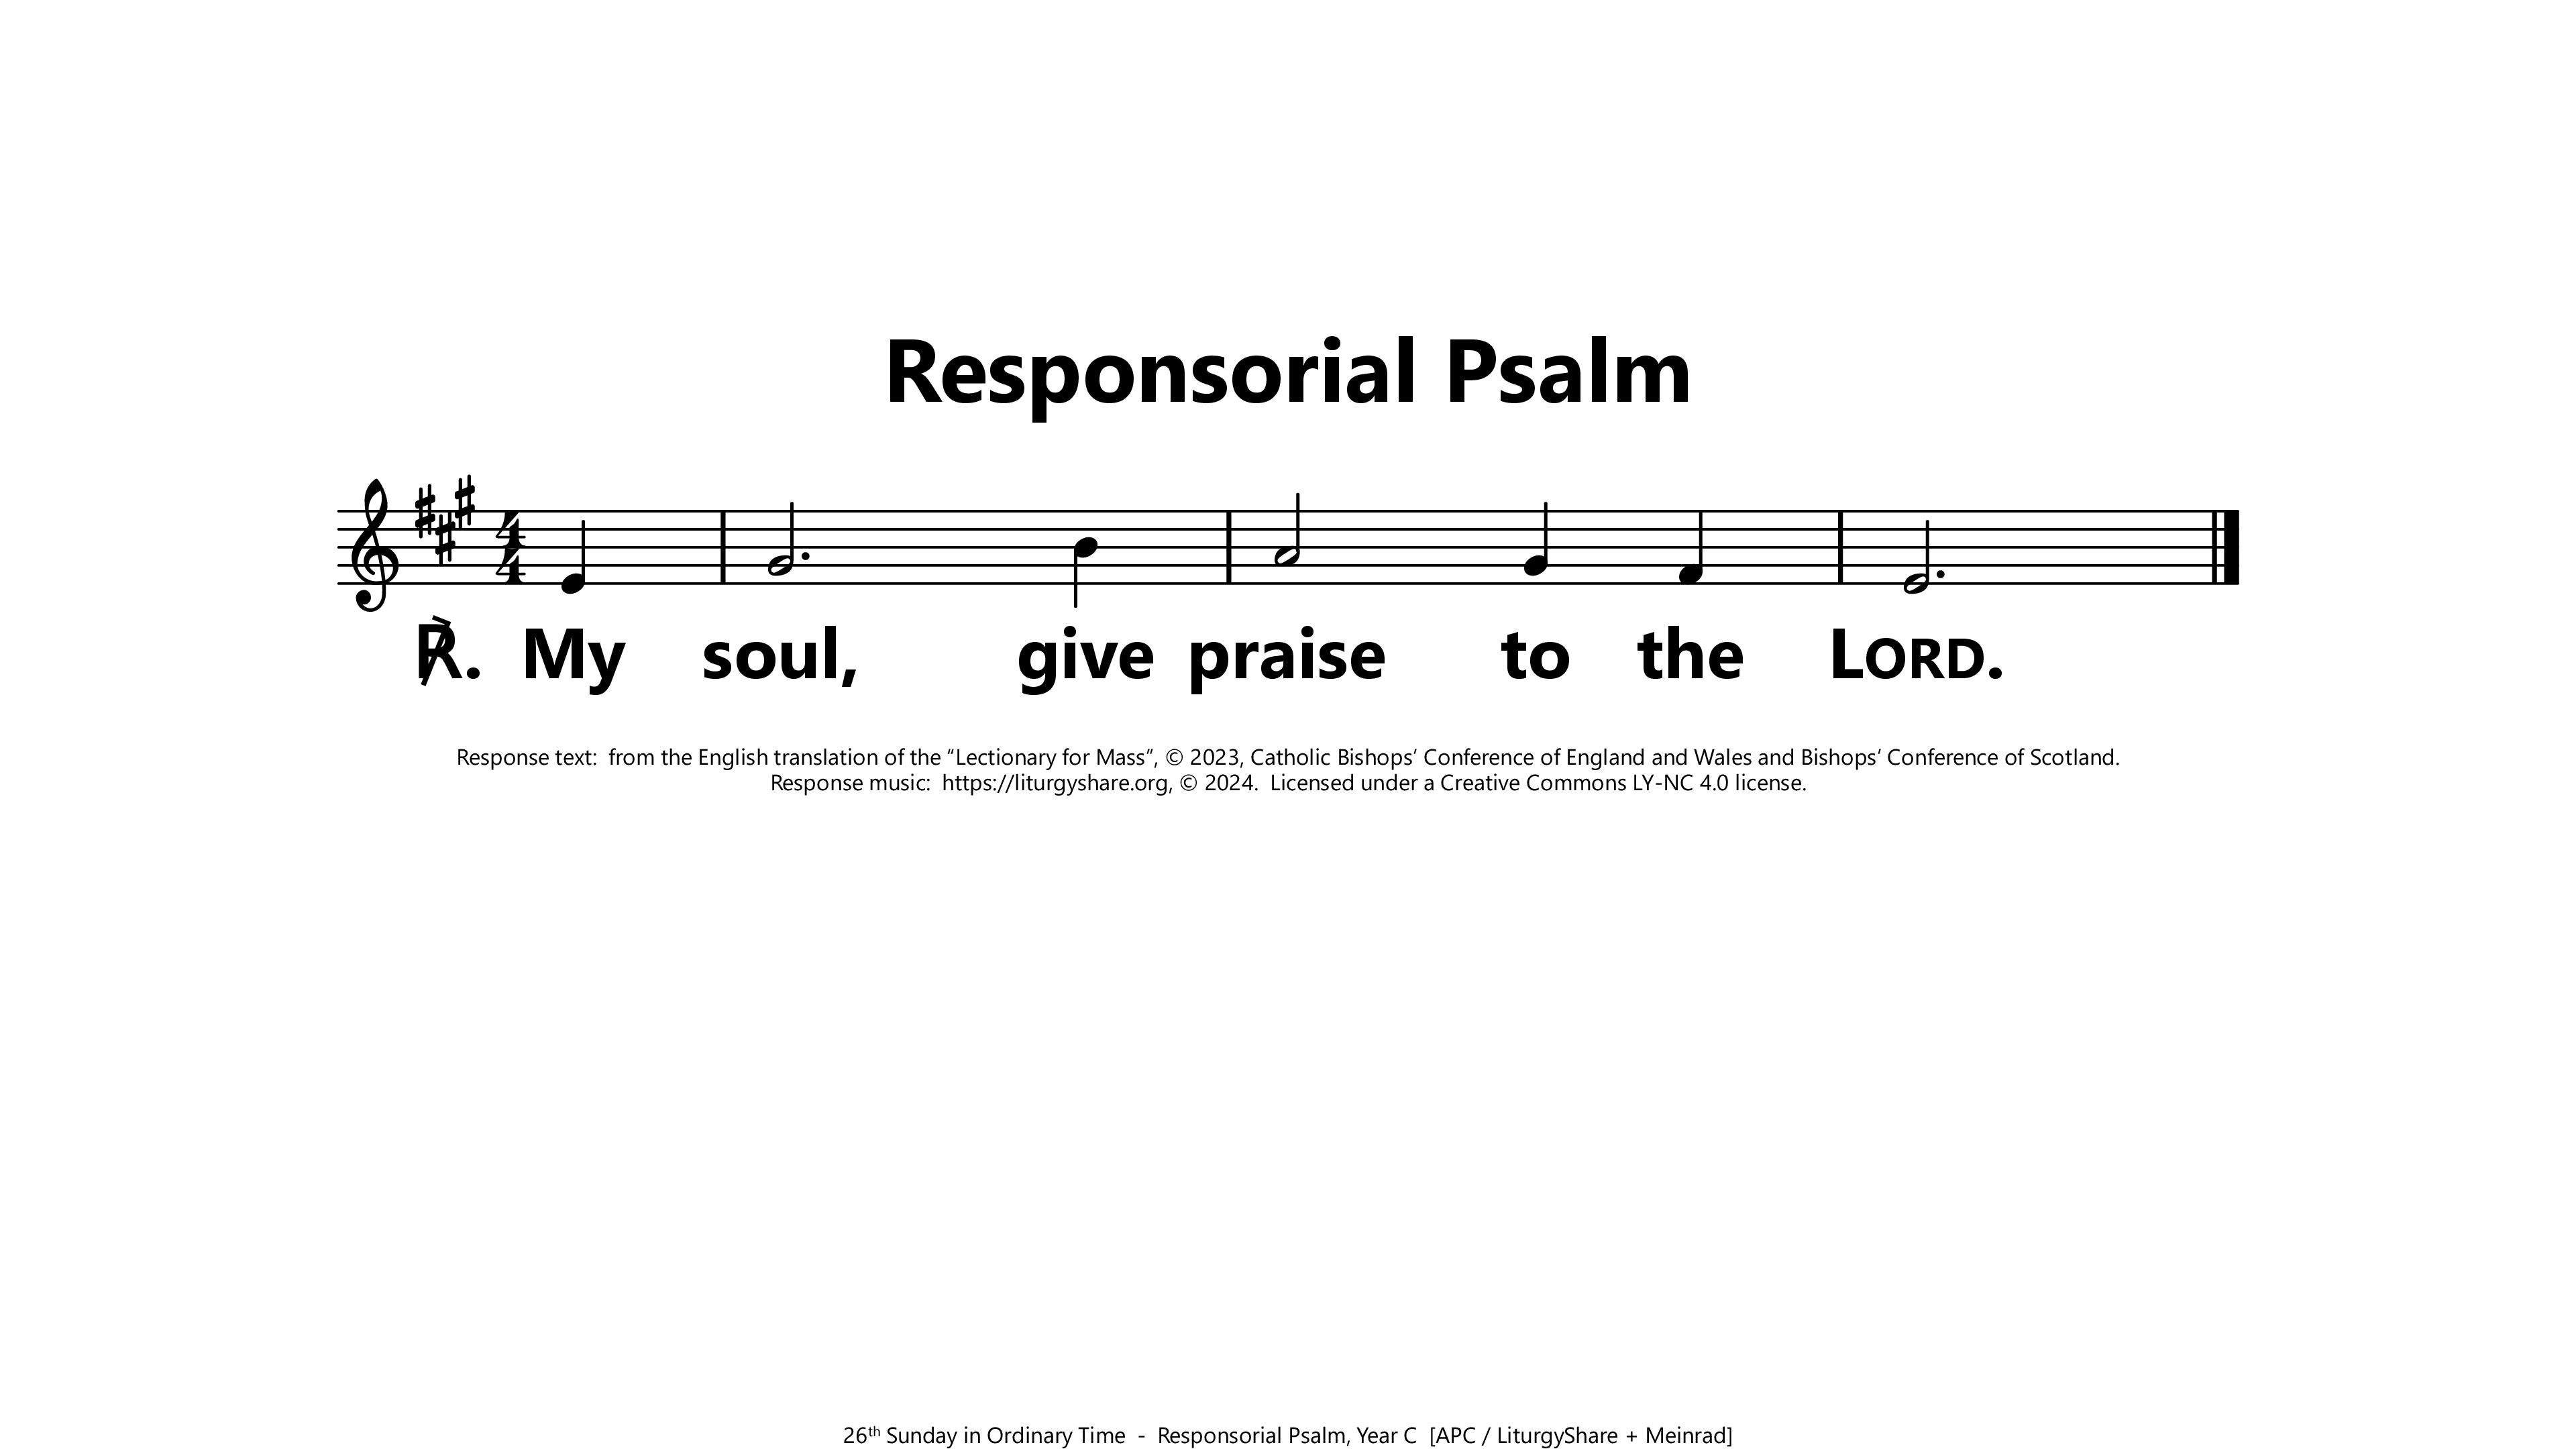 Responsorial Psalm
4
4
℟. My soul, give praise to the LORD.
Response text:  from the English translation of the “Lectionary for Mass”, © 2023, Catholic Bishops’ Conference of England and Wales and Bishops’ Conference of Scotland.
Response music:  https://liturgyshare.org, © 2024.  Licensed under a Creative Commons LY-NC 4.0 license.
26th Sunday in Ordinary Time  -  Responsorial Psalm, Year C  [APC / LiturgyShare + Meinrad]